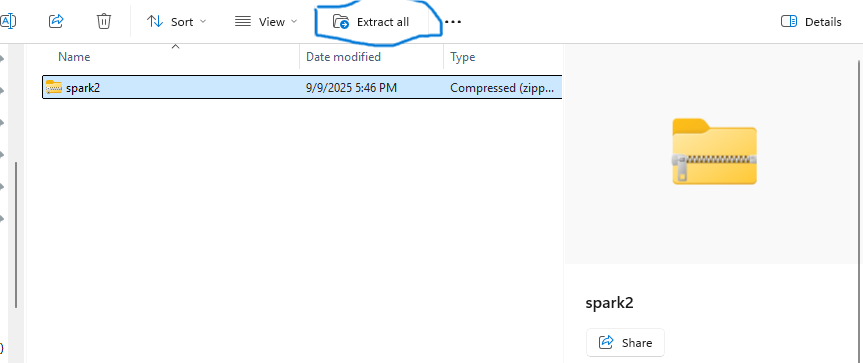 Sort View Extract all Details
Name Date modified Type
spark2 9/9/2025 5:46 PM Compressed (zipp...
spark2
Share
)